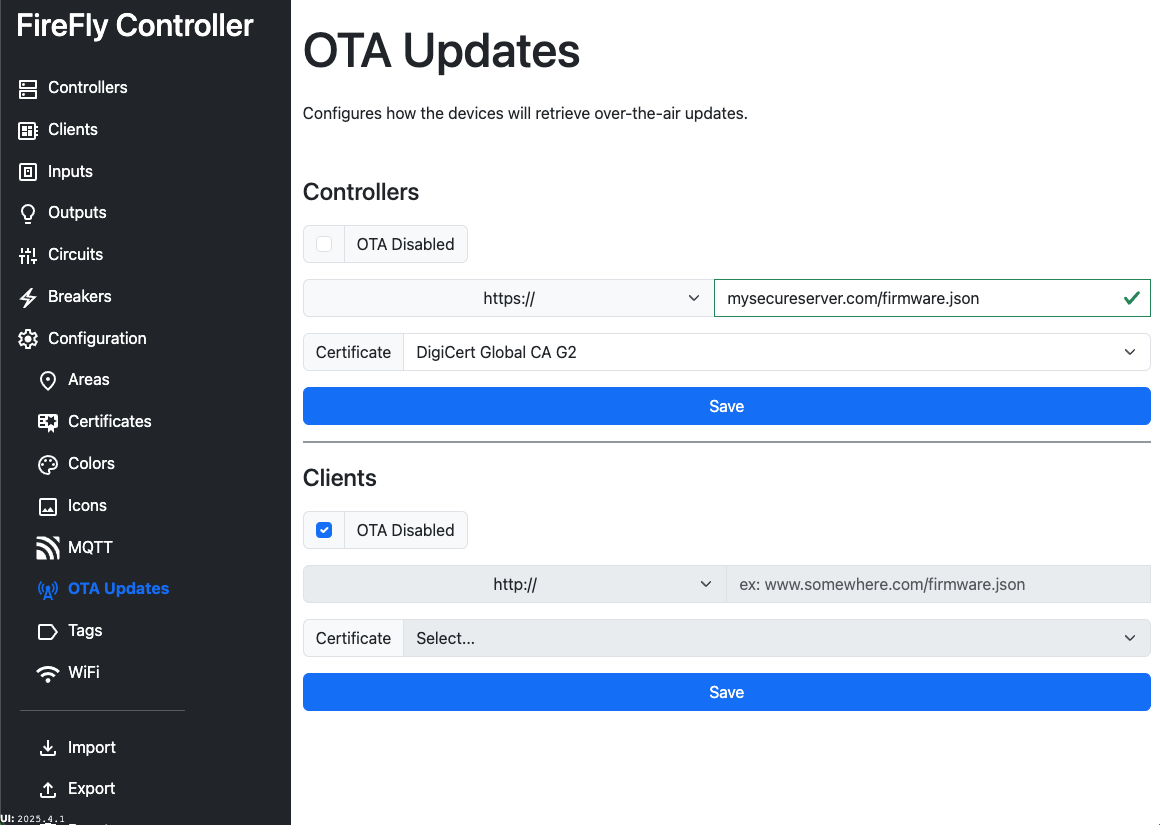 FireFly Controller
Controllers
Clients
Inputs
Outputs
Circuits
Breakers
Configuration
Areas
Certificates
Colors
Icons
MQTT
OTA Updates
Tags
WiFi
Import
Export
UI: 2025.4.1
OTA Updates
Configures how the devices will retrieve over-the-air updates.
Controllers
OTA Disabled
https:// mysecureserver.com/firmware.json
Certificate DigiCert Global CA G2
Save
Clients
OTA Disabled
http:// ex: www.somewhere.com/firmware.json
Certificate Select...
Save